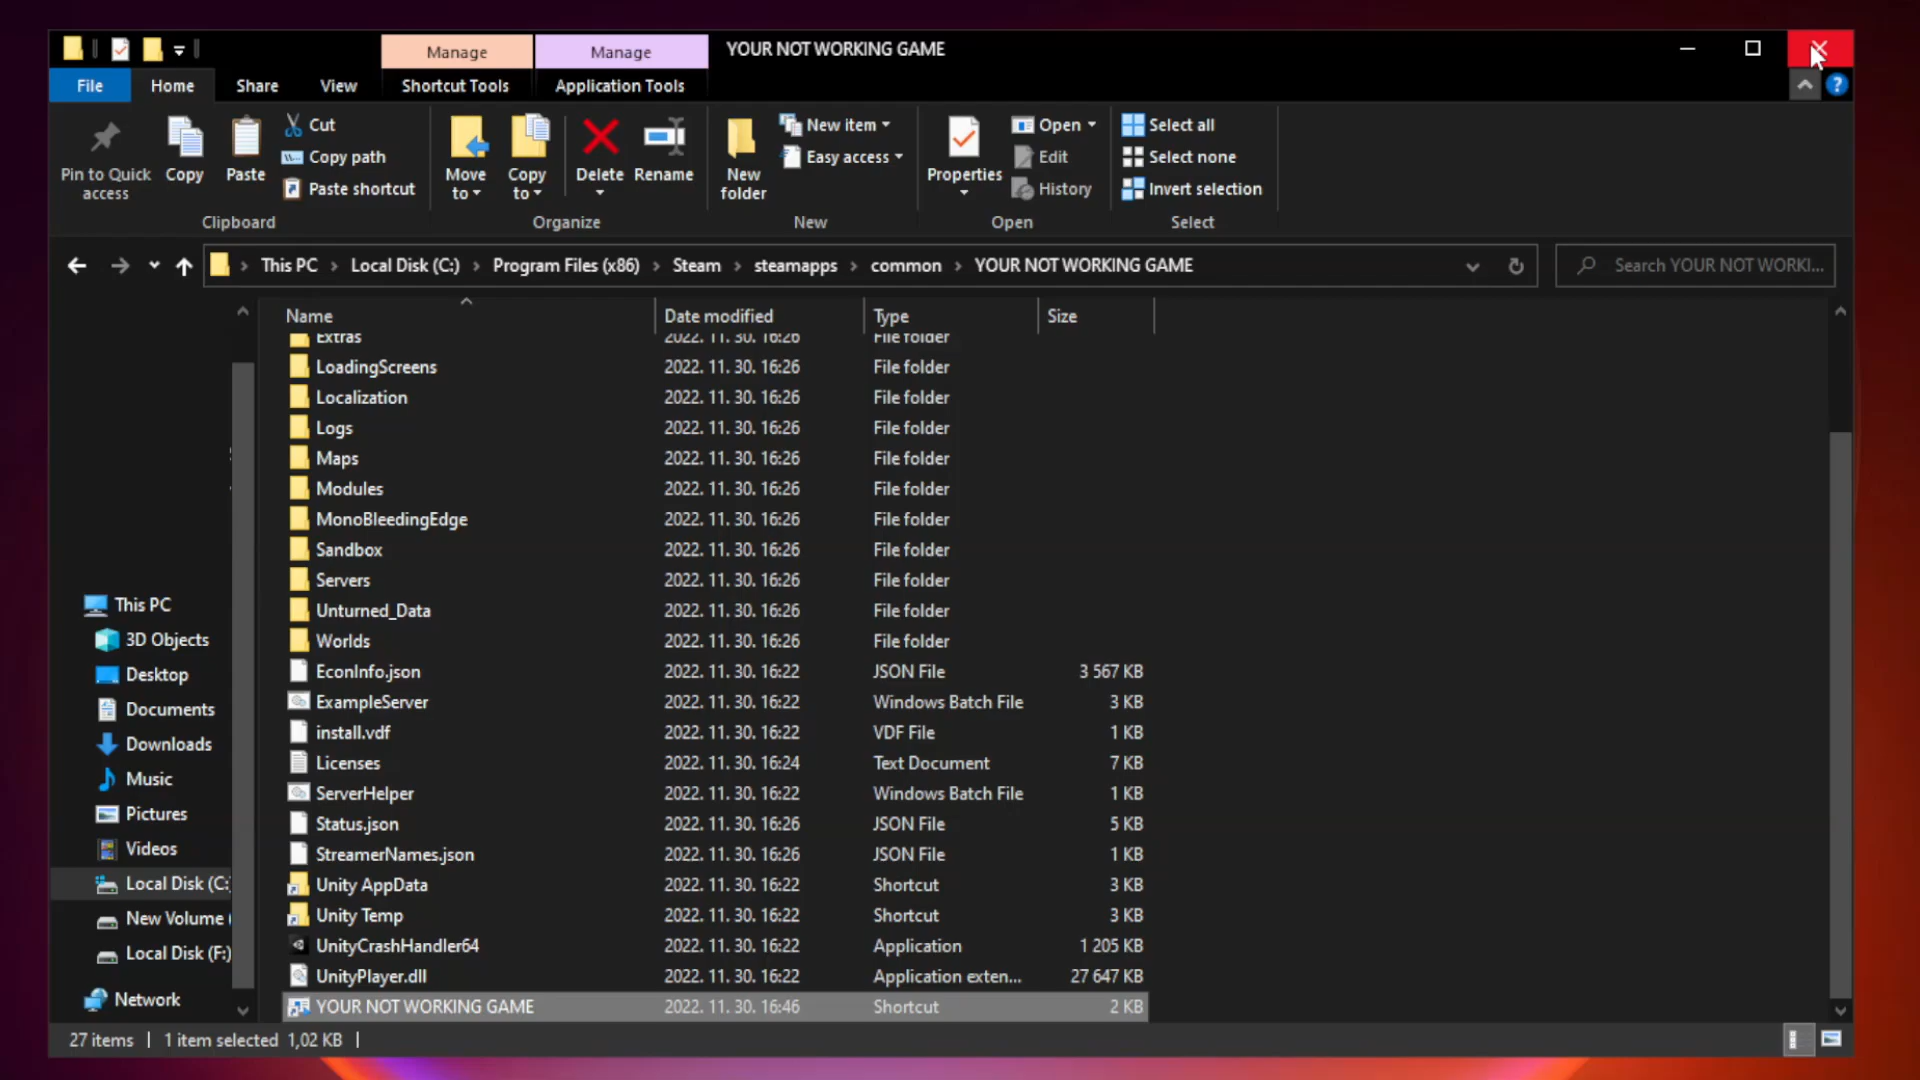 Manage
Manage
YOUR NOT WORKING GAME
File
Home
Share
View
Shortcut Tools
Application Tools
Pin to Quick access
Copy
Paste
Cut
Copy path
Paste shortcut
Move to
Copy to
Delete
Rename
New folder
New item
Easy access
Properties
Open
Edit
History
Select all
Select none
Invert selection
Clipboard
Organize
New
Open
Select
This PC > Local Disk (C:) > Program Files (x86) > Steam > steamapps > common > YOUR NOT WORKING GAME
Search YOUR NOT WORKI...
Name Date modified Type Size
Extras 2022. 11. 30. 16:26 File folder
LoadingScreens 2022. 11. 30. 16:26 File folder
Localization 2022. 11. 30. 16:26 File folder
Logs 2022. 11. 30. 16:26 File folder
Maps 2022. 11. 30. 16:26 File folder
Modules 2022. 11. 30. 16:26 File folder
MonoBleedingEdge 2022. 11. 30. 16:26 File folder
Sandbox 2022. 11. 30. 16:26 File folder
Servers 2022. 11. 30. 16:26 File folder
Unturned_Data 2022. 11. 30. 16:26 File folder
Worlds 2022. 11. 30. 16:26 File folder
EconInfo.json 2022. 11. 30. 16:22 JSON File 3 567 KB
ExampleServer 2022. 11. 30. 16:22 Windows Batch File 3 KB
install.vdf 2022. 11. 30. 16:22 VDF File 1 KB
Licenses 2022. 11. 30. 16:24 Text Document 7 KB
ServerHelper 2022. 11. 30. 16:22 Windows Batch File 1 KB
Status.json 2022. 11. 30. 16:26 JSON File 5 KB
StreamerNames.json 2022. 11. 30. 16:26 JSON File 1 KB
Unity AppData 2022. 11. 30. 16:22 Shortcut 3 KB
Unity Temp 2022. 11. 30. 16:22 Shortcut 3 KB
UnityCrashHandler64 2022. 11. 30. 16:22 Application 1 205 KB
UnityPlayer.dll 2022. 11. 30. 16:22 Application exten... 27 647 KB
YOUR NOT WORKING GAME 2022. 11. 30. 16:46 Shortcut 2 KB
This PC
3D Objects
Desktop
Documents
Downloads
Music
Pictures
Videos
Local Disk (C:)
New Volume (
Local Disk (F:)
Network
27 items | 1 item selected 1,02 KB |